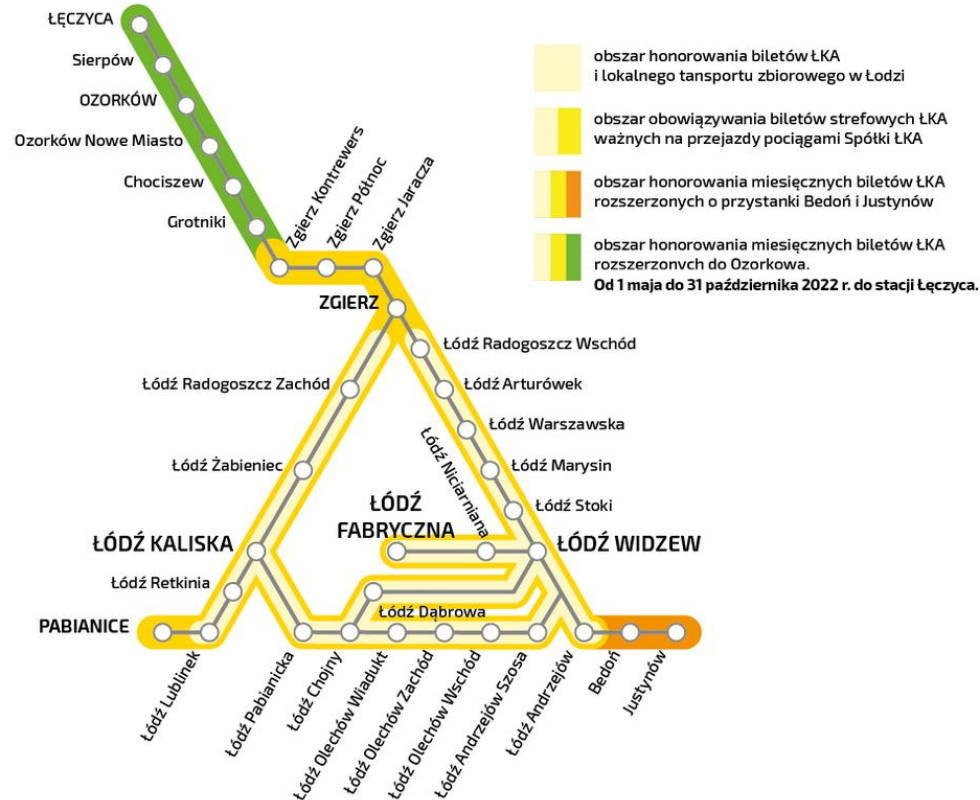 ŁĘCZYCA
Sierpów
OZORKÓW
Ozorków Nowe Miasto
Chociszew
Grotniki
Zgierz Kontrewers
Zgierz Północ
Zgierz Jaracza
ZGIERZ
obszar honorowania biletów ŁKA
i lokalnego tansportu zbiorowego w Łodzi
obszar obowiązywania biletów strefowych ŁKA
ważnych na przejazdy pociągami Spółki ŁKA
obszar honorowania miesięcznych biletów ŁKA
rozszerzonych o przystanki Bedoń i Justynów
obszar honorowania miesięcznych biletów ŁKA
rozszerzonvch do Ozorkowa.
Od 1 maja do 31 października 2022 r. do stacji Łęczyca.
Łódź Radogoszcz Wschód
Łódź Radogoszcz Zachód
Łódź Arturówek
Łódź Warszawska
Łódź Marysin
Łódź Żabieniec
Łódź Niciarniana
Łódź Stoki
ŁÓDŹ
FABRYCZNA
ŁÓDŹ KALISKA
ŁÓDŹ WIDZEW
Łódź Retkinia
Łódź Dąbrowa
PABIANICE
Łódź Lublinek
Łódź Pabianicka
Łódź Chojny
Łódź Olechów Wiadukt
Łódź Olechów Zachód
Łódź Olechów Wschód
Łódź Andrzejów Szosa
Łódź Andrzejów
Bedoń
Justynów